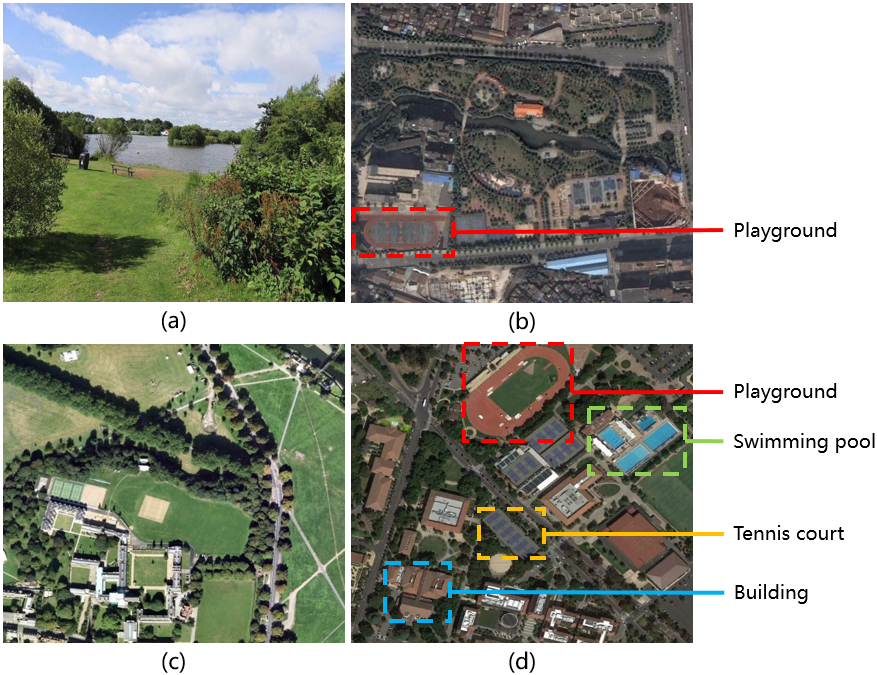 Playground
(a)
(b)
Playground
Swimming pool
Tennis court
Building
(c)
(d)